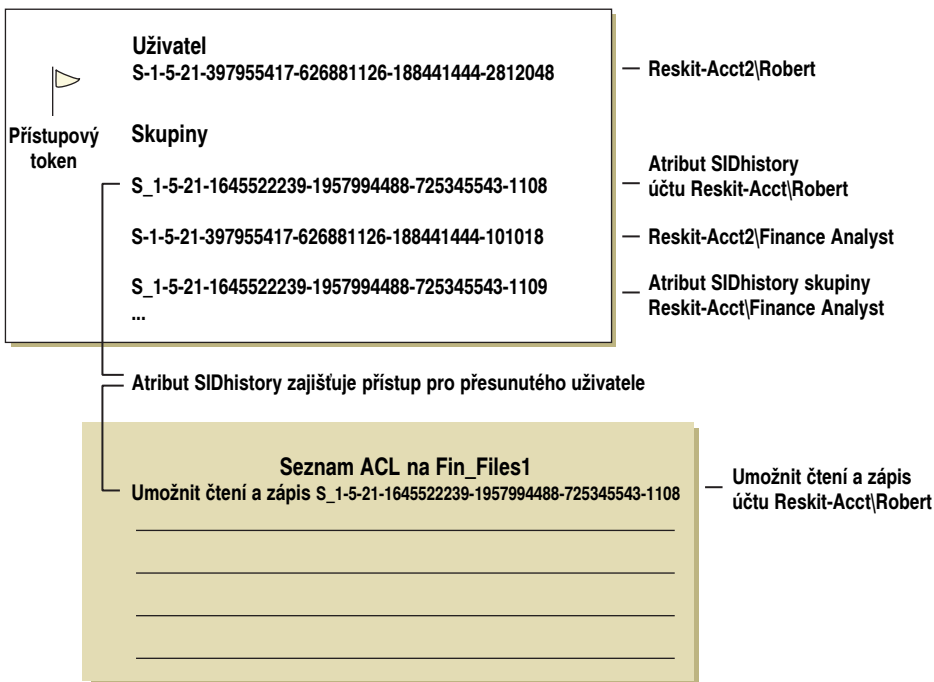 Uživatel
S-1-5-21-397955417-626881126-188441444-2812048
Reskit-Acct2\Robert
Přístupový
token
Skupiny
S_1-5-21-1645522239-1957994488-725345543-1108
Atribut SIDhistory
účtu Reskit-Acct\Robert
S-1-5-21-397955417-626881126-188441444-101018
Reskit-Acct2\Finance Analyst
S_1-5-21-1645522239-1957994488-725345543-1109
...
Atribut SIDhistory skupiny
Reskit-Acct\Finance Analyst
Atribut SIDhistory zajišťuje přístup pro přesunutého uživatele
Seznam ACL na Fin_Files1
Umožnit čtení a zápis S_1-5-21-1645522239-1957994488-725345543-1108
Umožnit čtení a zápis
účtu Reskit-Acct\Robert